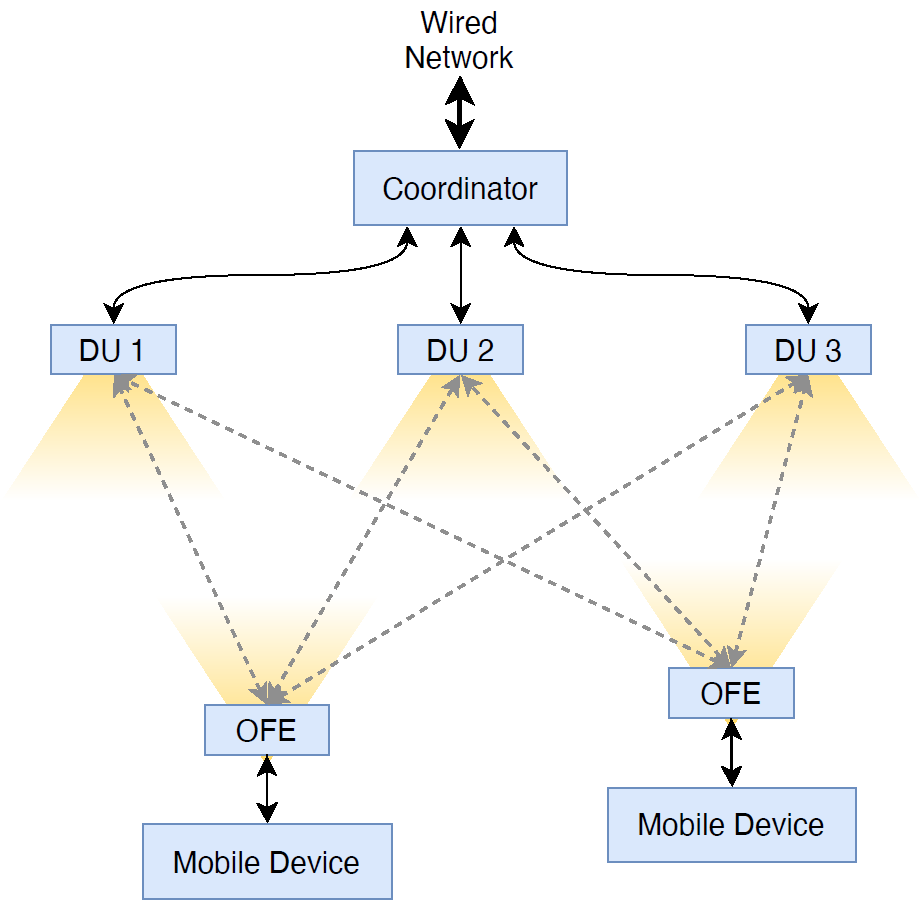 Wired
Network
Coordinator
DU 1
DU 2
DU 3
OFE
OFE
Mobile Device
Mobile Device